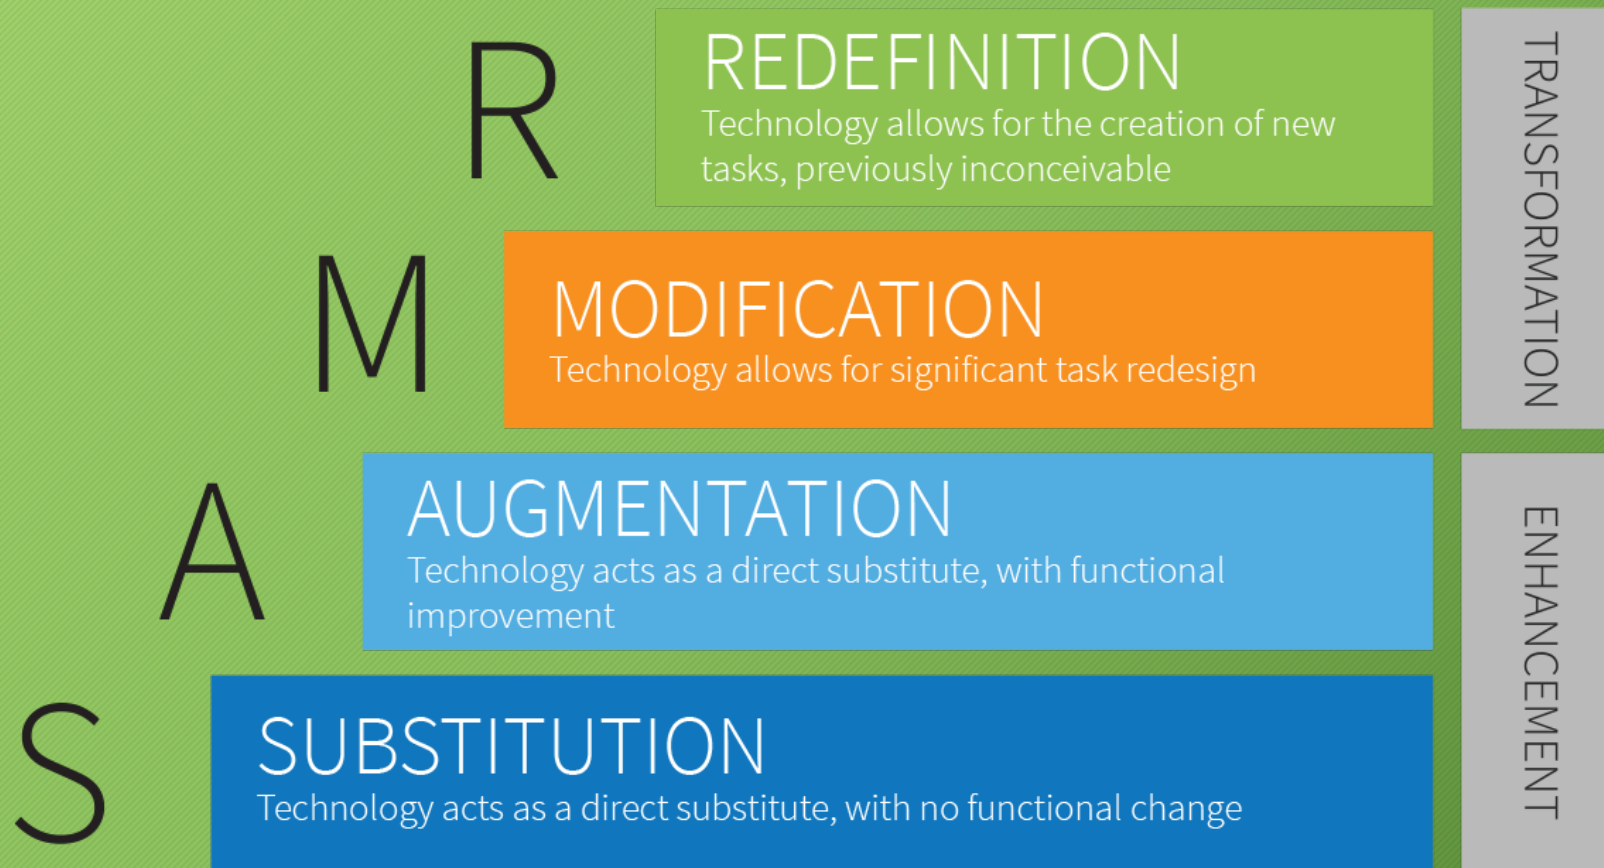 R
REDEFINITION
Technology allows for the creation of new
tasks, previously inconceivable
M
MODIFICATION
Technology allows for significant task redesign
TRANSFORMATION
A
AUGMENTATION
Technology acts as a direct substitute, with functional
improvement
S
SUBSTITUTION
Technology acts as a direct substitute, with no functional change
ENHANCEMENT